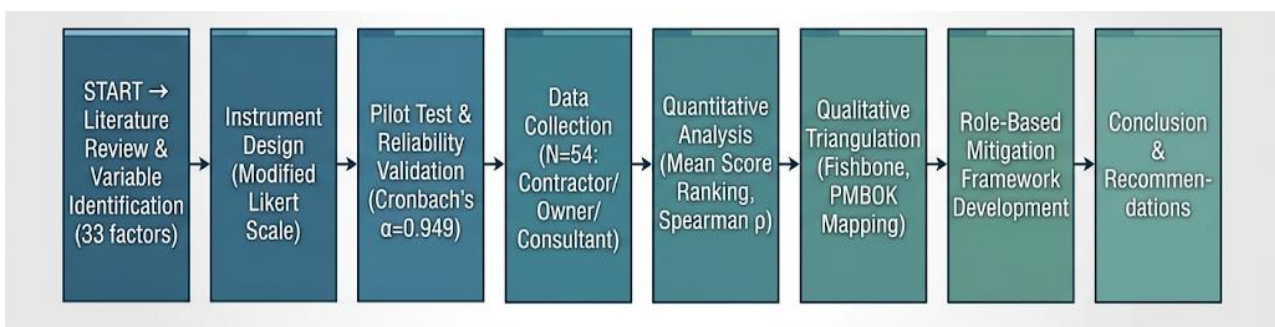 START →
Literature
Review &
Variable
Identification
(33 factors)
Instrument
Design
(Modified
Likert
Scale)
Pilot Test &
Reliability
Validation
(Cronbach's
α=0.949)
Data
Collection
(N=54:
Contractor/
Owner/
Consultant)
Quantitative
Analysis
(Mean Score
Ranking,
Spearman ρ)
Qualitative
Triangulation
(Fishbone,
PMBOK
Mapping)
Role-Based
Mitigation
Framework
Development
Conclusion
&
Recommen-
dations